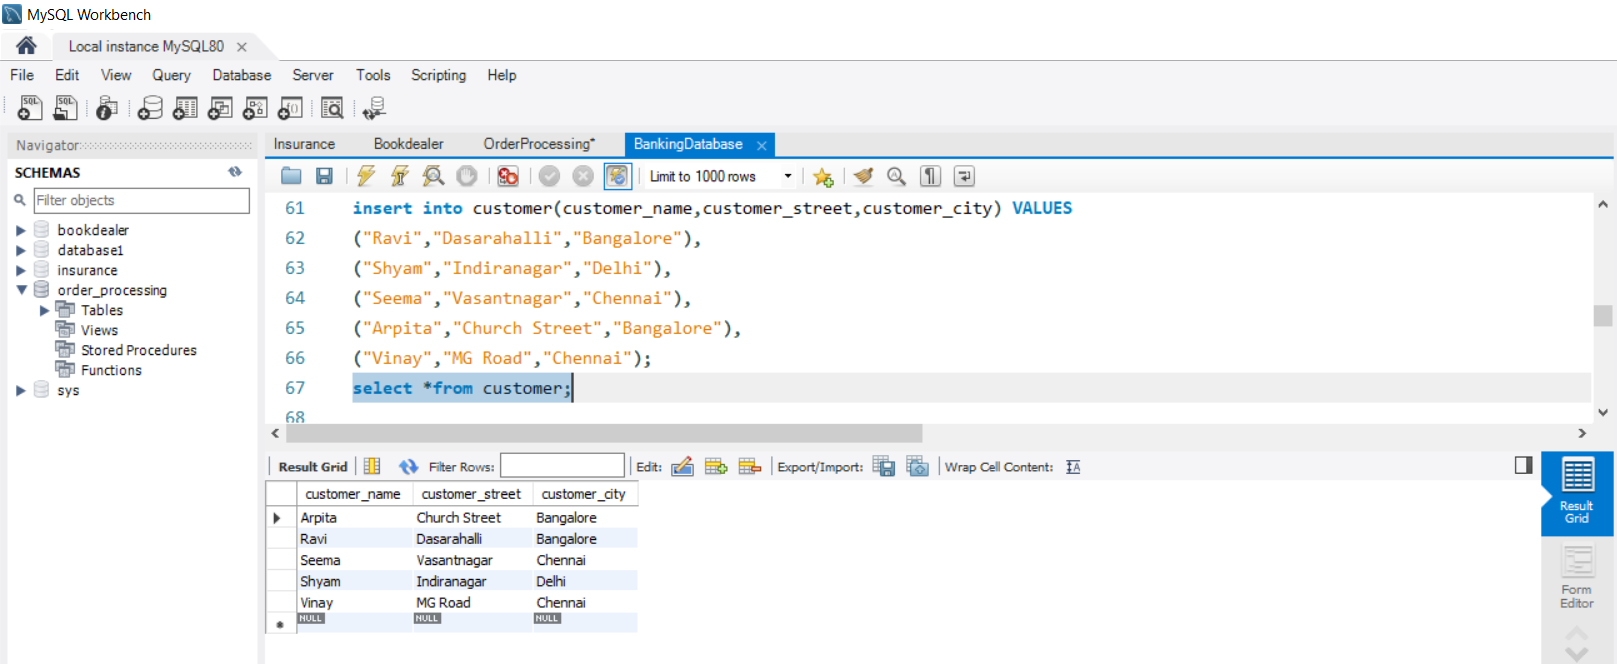 MySQL Workbench
Local instance MySQL80
File Edit View Query Database Server Tools Scripting Help
Navigator
SCHEMAS
Filter objects
bookdealer
database1
insurance
order_processing
Tables
Views
Stored Procedures
Functions
sys
Insurance Bookdealer OrderProcessing* BankingDatabase
Limit to 1000 rows
61 insert into customer(customer_name,customer_street,customer_city) VALUES
62 ("Ravi","Dasarahalli","Bangalore"),
63 ("Shyam","Indiranagar","Delhi"),
64 ("Seema","Vasantnagar","Chennai"),
65 ("Arpita","Church Street","Bangalore"),
66 ("Vinay","MG Road","Chennai");
67 select *from customer;
68
Result Grid Filter Rows: Edit: Export/Import: Wrap Cell Content:
customer_name customer_street customer_city
Arpita Church Street Bangalore
Ravi Dasarahalli Bangalore
Seema Vasantnagar Chennai
Shyam Indiranagar Delhi
Vinay MG Road Chennai
NULL NULL NULL
Result
Grid
Form
Editor